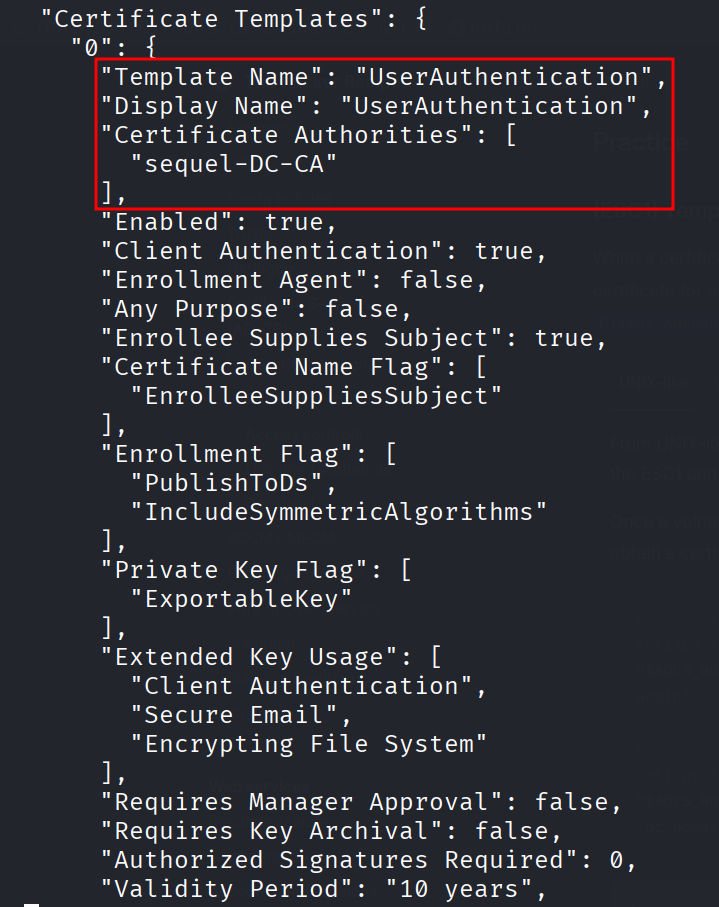 "Certificate Templates": {
"0": {
"Template Name": "UserAuthentication",
"Display Name": "UserAuthentication",
"Certificate Authorities": [
"sequel-DC-CA"
],
"Enabled": true,
"Client Authentication": true,
"Enrollment Agent": false,
"Any Purpose": false,
"Enrollee Supplies Subject": true,
"Certificate Name Flag": [
"EnrolleeSuppliesSubject"
],
"Enrollment Flag": [
"PublishToDs",
"IncludeSymmetricAlgorithms"
],
"Private Key Flag": [
"ExportableKey"
],
"Extended Key Usage": [
"Client Authentication",
"Secure Email",
"Encrypting File System"
],
"Requires Manager Approval": false,
"Requires Key Archival": false,
"Authorized Signatures Required": 0,
"Validity Period": "10 years",